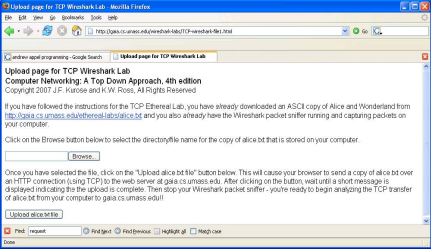 Upload page for TCP Wireshark Lab - Mozilla Firefox
File Edit View Go Bookmarks Tools Help
http://gaia.cs.umass.edu/wireshark-labs/TCP-wireshark-file1.html
Go
andrew appel programming - Google Search
Upload page for TCP Wireshark Lab
Upload page for TCP Wireshark Lab
Computer Networking: A Top Down Approach, 4th edition
Copyright 2007 J.F. Kurose and K.W. Ross, All Rights Reserved
If you have followed the instructions for the TCP Ethereal Lab, you have already downloaded an ASCII copy of Alice and Wonderland from
http://gaia.cs.umass.edu/ethereal-labs/alice.txt and you also already have the Wireshark packet sniffer running and capturing packets on
your computer.
Click on the Browse button below to select the directory/file name for the copy of alice.txt that is stored on your computer.
Browse...
Once you have selected the file, click on the "Upload alice.txt file" button below. This will cause your browser to send a copy of alice.txt over
an HTTP connection (using TCP) to the web server at gaia.cs.umass.edu. After clicking on the button, wait until a short message is
displayed indicating the the upload is complete. Then stop your Wireshark packet sniffer - you're ready to begin analyzing the TCP transfer
of alice.txt from your computer to gaia.cs.umass.edu!!
Upload alice.txt file
Find: request Find Next Find Previous Highlight all Match case
Done